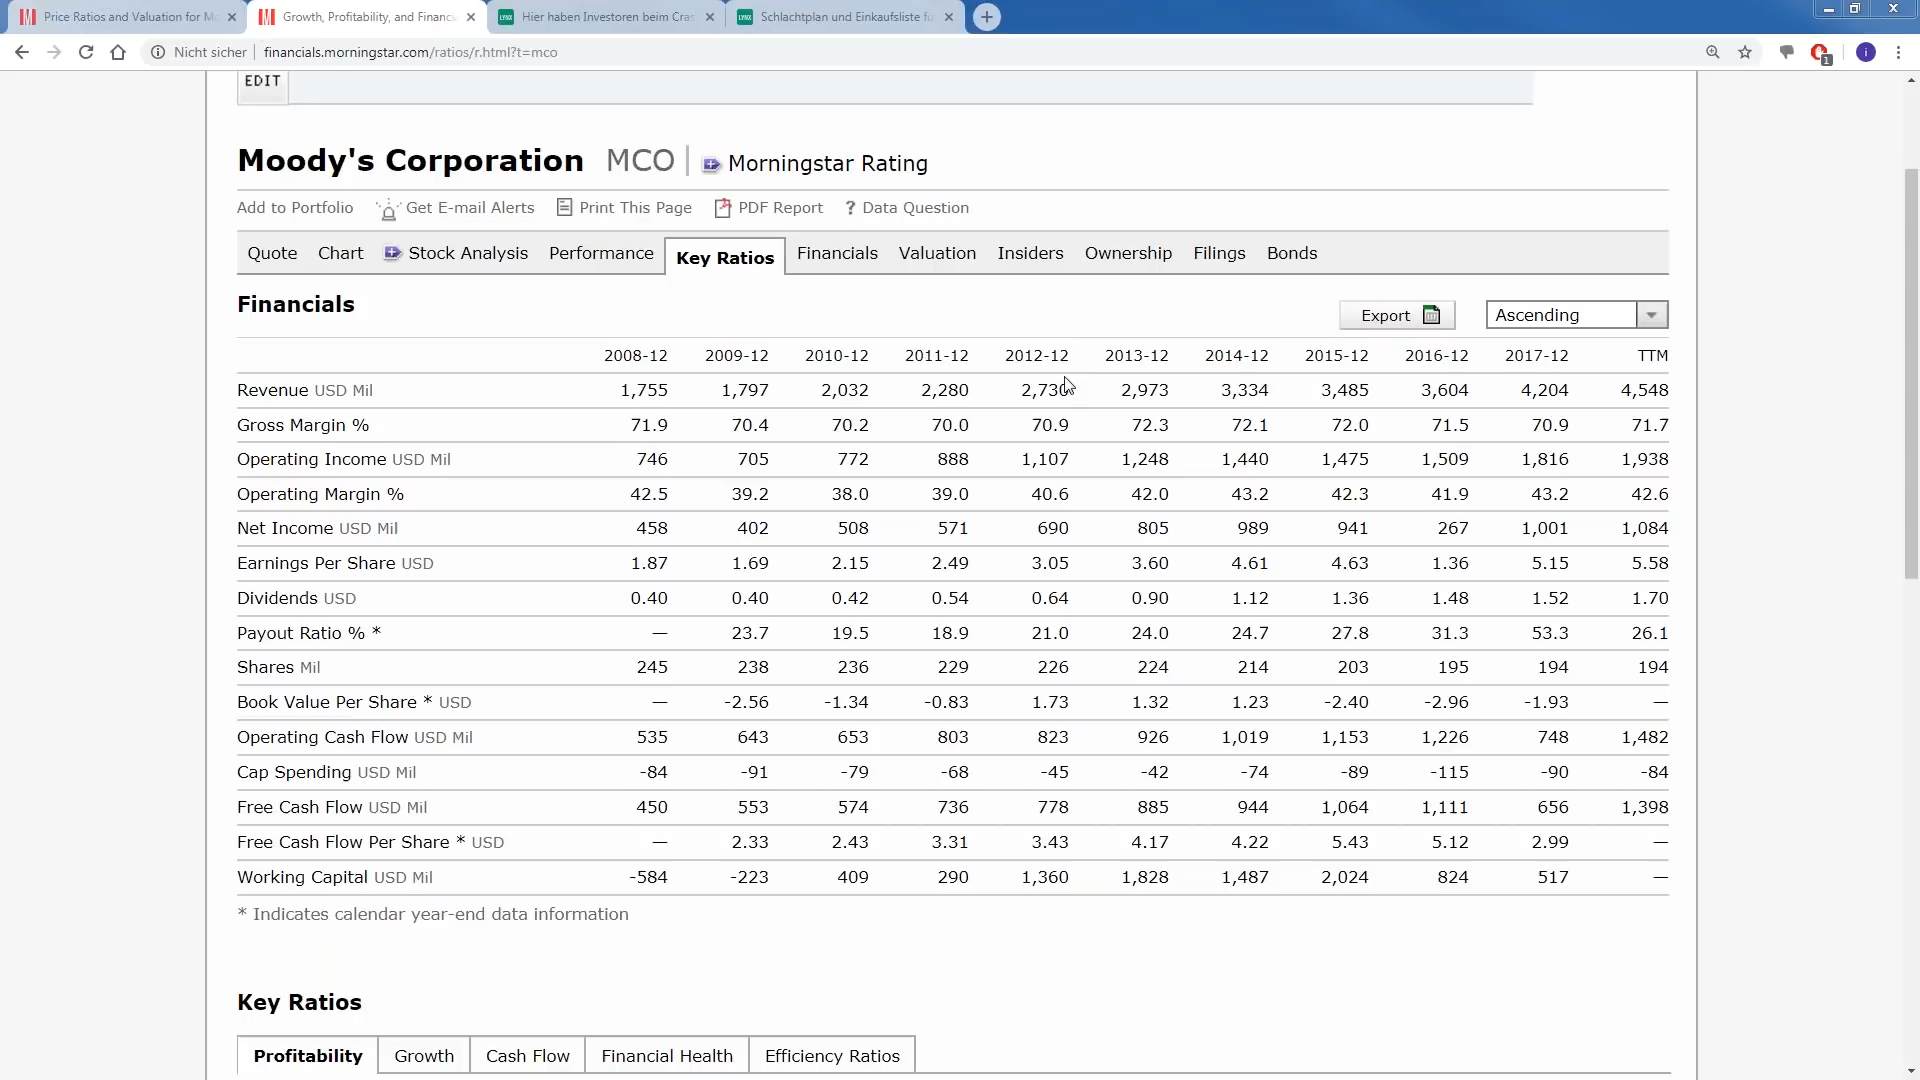 Price Ratios and Valuation for Mo
Growth, Profitability, and Financi
Hier haben Investoren beim Cras
Schlachtplan und Einkaufsliste fü
Nicht sicher financials.morningstar.com/ratios/r.html?t=mco
1
i
EDIT
Moody's Corporation MCO Morningstar Rating
Add to Portfolio Get E-mail Alerts Print This Page PDF Report ? Data Question
Quote Chart Stock Analysis Performance Key Ratios Financials Valuation Insiders Ownership Filings Bonds
Financials
Export Ascending
2008-12 2009-12 2010-12 2011-12 2012-12 2013-12 2014-12 2015-12 2016-12 2017-12 TTM
Revenue USD Mil 1,755 1,797 2,032 2,280 2,730 2,973 3,334 3,485 3,604 4,204 4,548
Gross Margin % 71.9 70.4 70.2 70.0 70.9 72.3 72.1 72.0 71.5 70.9 71.7
Operating Income USD Mil 746 705 772 888 1,107 1,248 1,440 1,475 1,509 1,816 1,938
Operating Margin % 42.5 39.2 38.0 39.0 40.6 42.0 43.2 42.3 41.9 43.2 42.6
Net Income USD Mil 458 402 508 571 690 805 989 941 267 1,001 1,084
Earnings Per Share USD 1.87 1.69 2.15 2.49 3.05 3.60 4.61 4.63 1.36 5.15 5.58
Dividends USD 0.40 0.40 0.42 0.54 0.64 0.90 1.12 1.36 1.48 1.52 1.70
Payout Ratio % * — 23.7 19.5 18.9 21.0 24.0 24.7 27.8 31.3 53.3 26.1
Shares Mil 245 238 236 229 226 224 214 203 195 194 194
Book Value Per Share * USD — -2.56 -1.34 -0.83 1.73 1.32 1.23 -2.40 -2.96 -1.93 —
Operating Cash Flow USD Mil 535 643 653 803 823 926 1,019 1,153 1,226 748 1,482
Cap Spending USD Mil -84 -91 -79 -68 -45 -42 -74 -89 -115 -90 -84
Free Cash Flow USD Mil 450 553 574 736 778 885 944 1,064 1,111 656 1,398
Free Cash Flow Per Share * USD — 2.33 2.43 3.31 3.43 4.17 4.22 5.43 5.12 2.99 —
Working Capital USD Mil -584 -223 409 290 1,360 1,828 1,487 2,024 824 517 —
* Indicates calendar year-end data information
Key Ratios
Profitability Growth Cash Flow Financial Health Efficiency Ratios